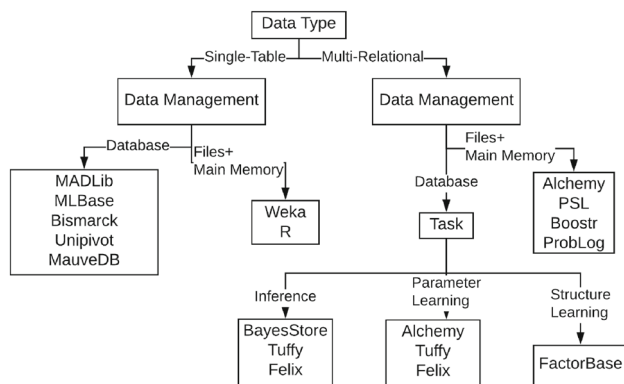 Data Type
Single-Table
Multi-Relational
Data Management
Data Management
Database
Files+
Main Memory
Files+
Main Memory
MADLib
MLBase
Bismarck
Unipivot
MauveDB
Weka
R
Database
Alchemy
PSL
Boostr
ProbLog
Task
Inference
Parameter
Learning
Structure
Learning
BayesStore
Tuffy
Felix
Alchemy
Tuffy
Felix
FactorBase